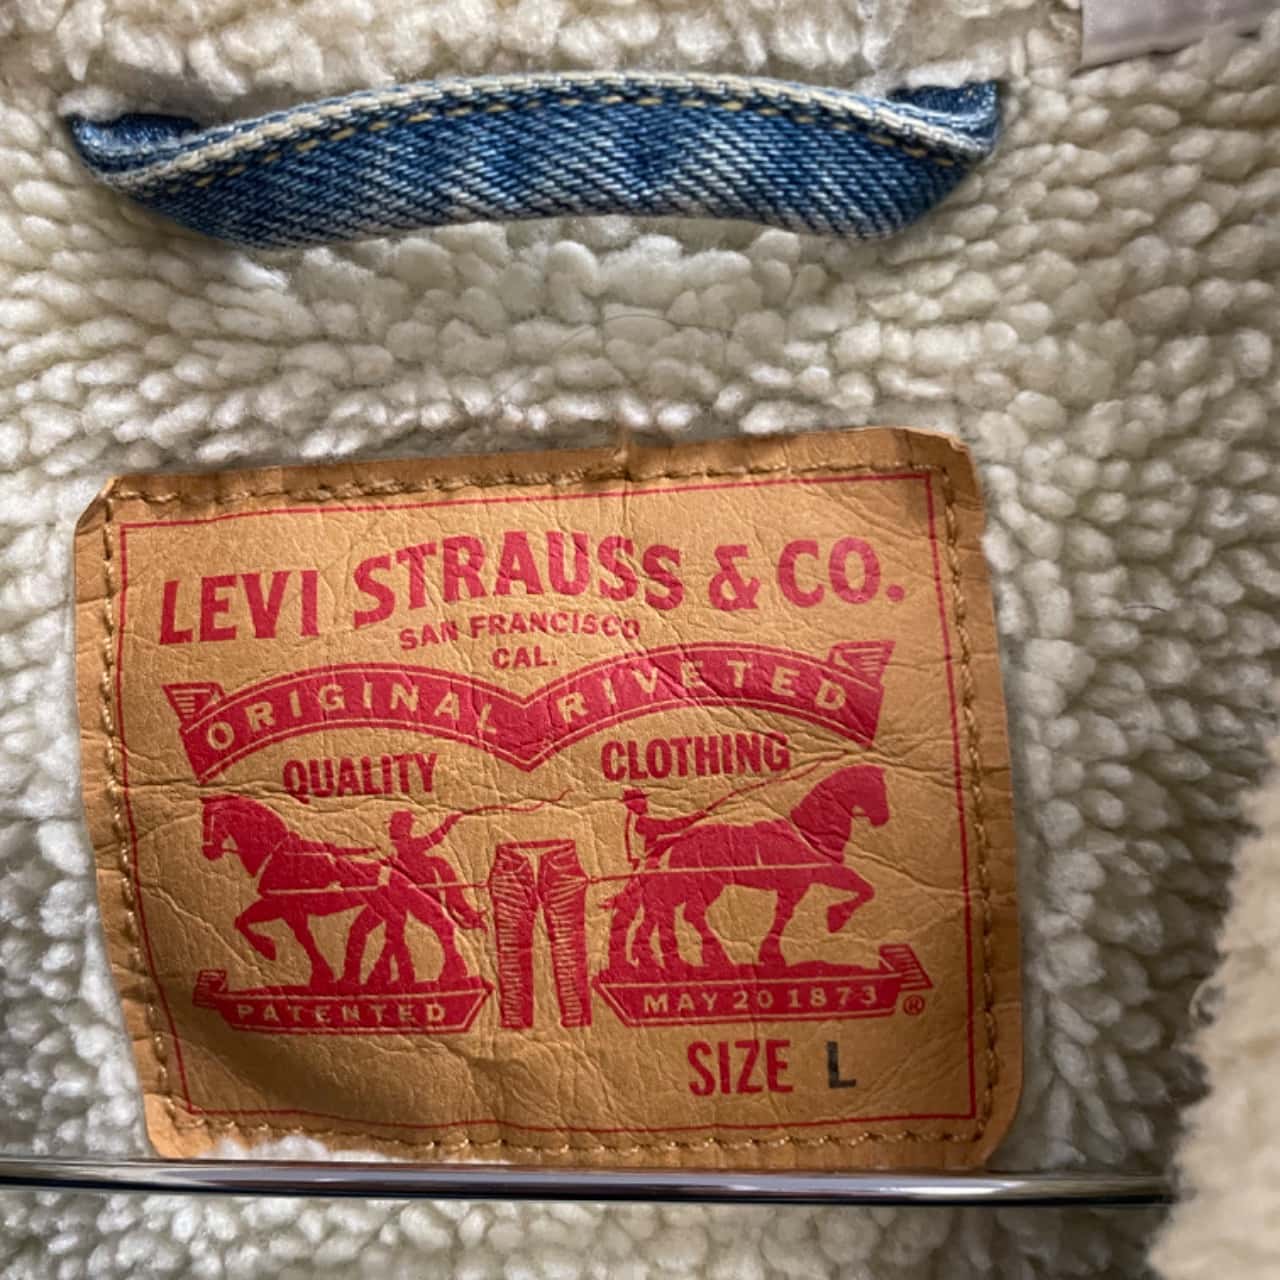 LEVI STRAUSS & CO.
SAN FRANCISCO
CAL.
ORIGINAL RIVETED
QUALITY CLOTHING
PATENTED MAY 20 1873 ®
SIZE L